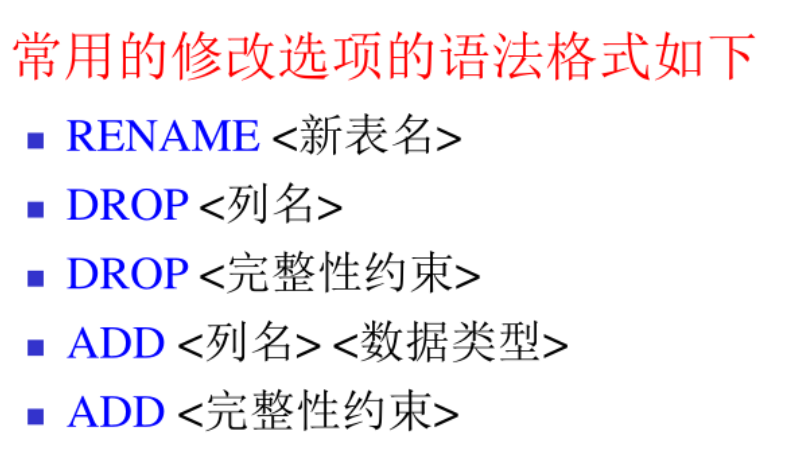 常用的修改选项的语法格式如下
RENAME <新表名>
DROP <列名>
DROP <完整性约束>
ADD <列名> <数据类型>
ADD <完整性约束>